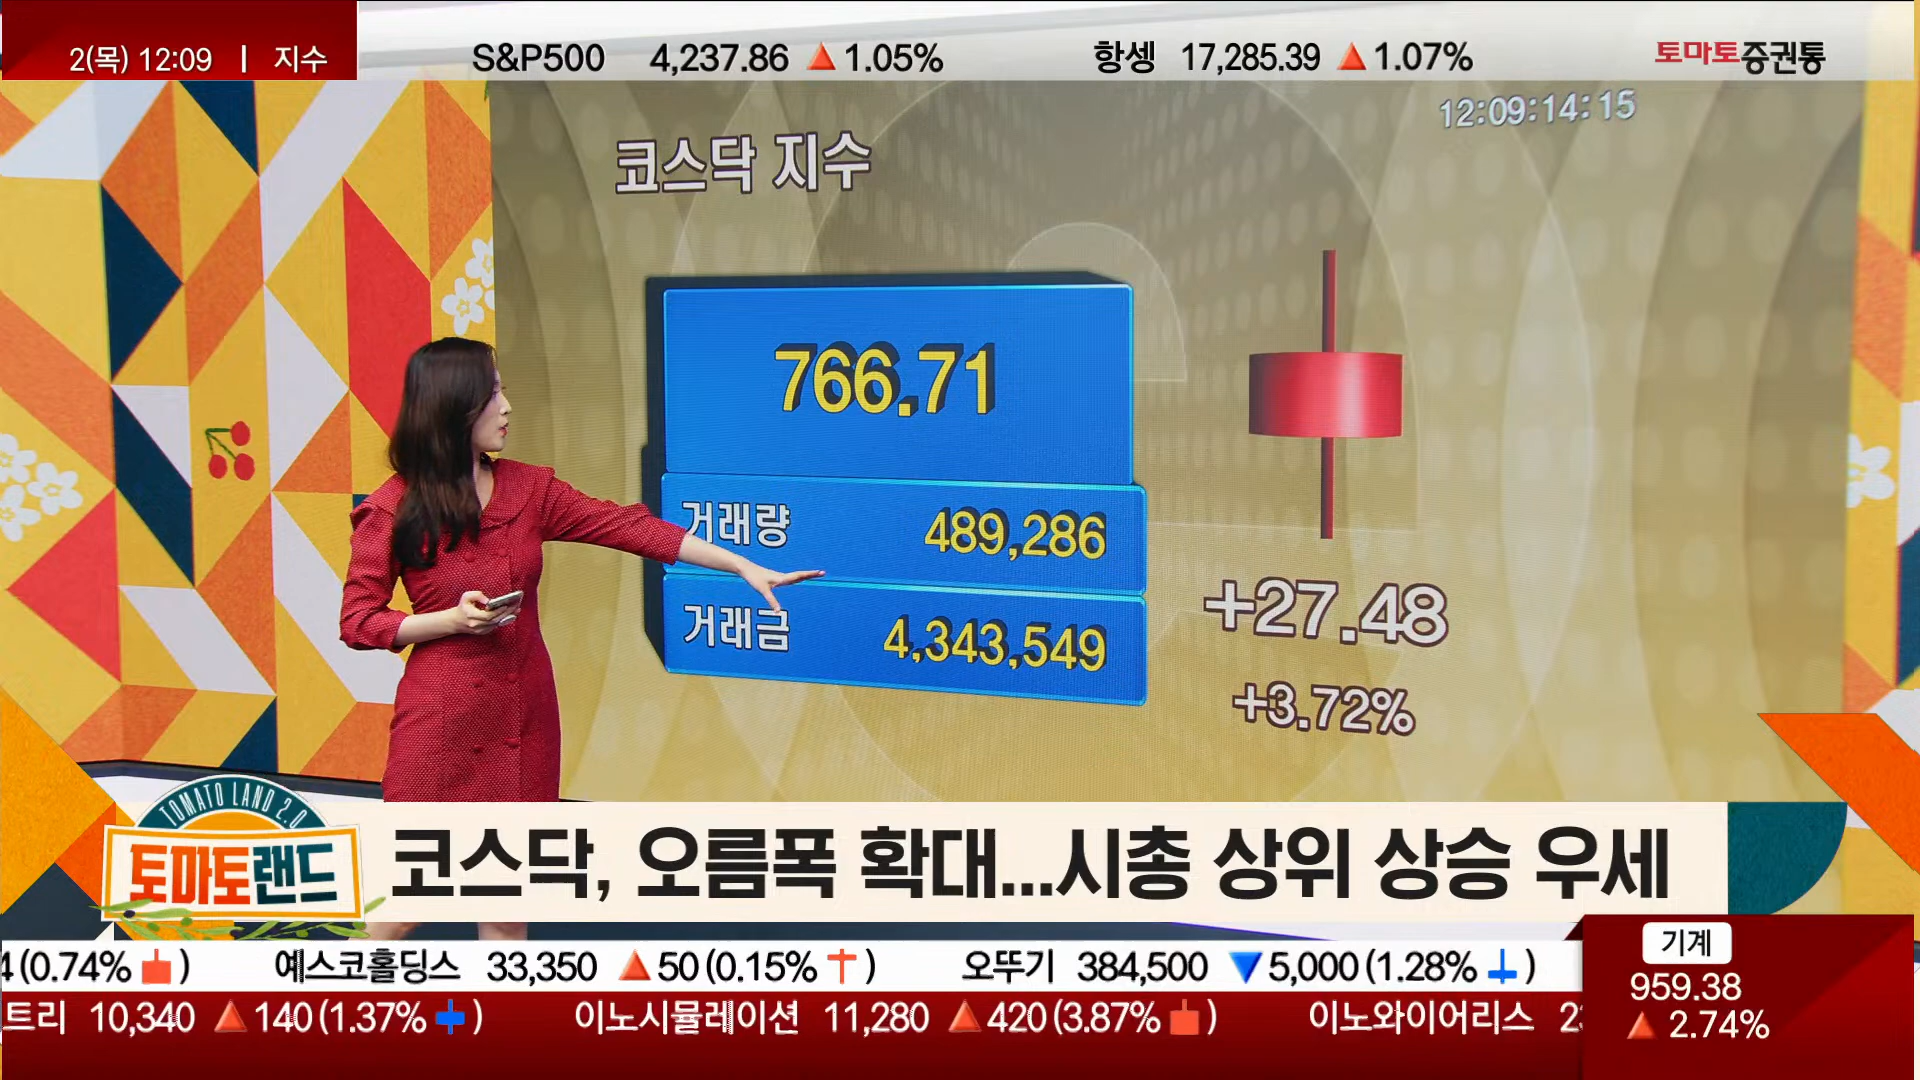 2(목) 12:09 | 지수
S&P500 4,237.86 ▲1.05%
항셍 17,285.39 ▲1.07%
토마토증권통
12:09:14:15
코스닥 지수
766.71
거래량 489,286
거래금 4,343,549
+27.48
+3.72%
TOMATO LAND 2.0
토마토랜드
코스닥, 오름폭 확대...시총 상위 상승 우세
4(0.74% ) 예스코홀딩스 33,350 ▲50(0.15% ) 오뚜기 384,500 ▼5,000(1.28% )
트리 10,340 ▲140(1.37% ) 이노시뮬레이션 11,280 ▲420(3.87% ) 이노와이어리스
기계
959.38
▲ 2.74%